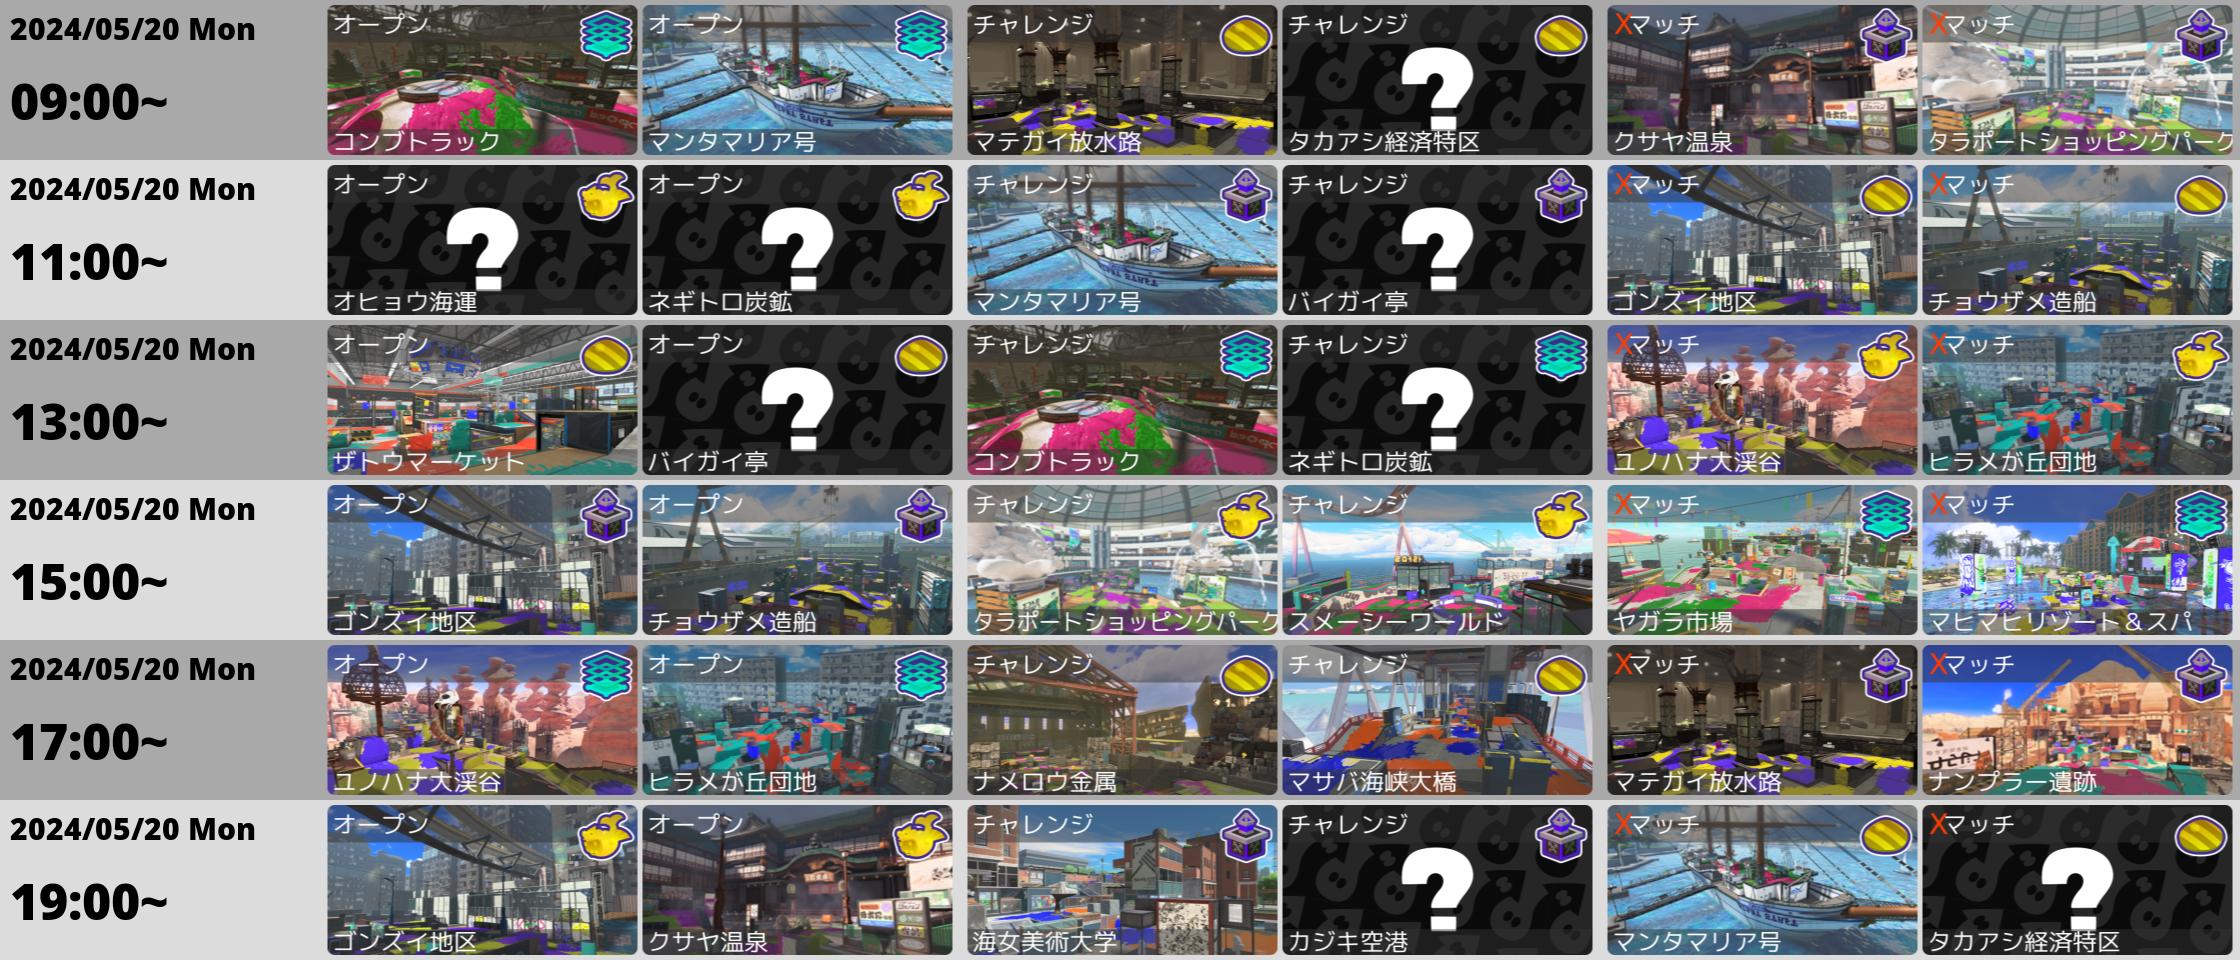 2024/05/20 Mon
09:00~
オープン
コンブトラック
オープン
マンタマリア号
チャレンジ
マテガイ放水路
チャレンジ
?
タカアシ経済特区
Xマッチ
クサヤ温泉
Xマッチ
タラポートショッピングパーク
2024/05/20 Mon
11:00~
オープン
?
オヒョウ海運
オープン
?
ネギトロ炭鉱
チャレンジ
マンタマリア号
チャレンジ
?
バイガイ亭
Xマッチ
ゴンズイ地区
Xマッチ
チョウザメ造船
2024/05/20 Mon
13:00~
オープン
ザトウマーケット
オープン
?
バイガイ亭
チャレンジ
コンブトラック
チャレンジ
?
ネギトロ炭鉱
Xマッチ
ユノハナ大渓谷
Xマッチ
ヒラメが丘団地
2024/05/20 Mon
15:00~
オープン
ゴンズイ地区
オープン
チョウザメ造船
チャレンジ
タラポートショッピングパーク
チャレンジ
スメーシーワールド
Xマッチ
ヤガラ市場
Xマッチ
マヒマヒリゾート＆スパ
2024/05/20 Mon
17:00~
オープン
ユノハナ大渓谷
オープン
ヒラメが丘団地
チャレンジ
ナメロウ金属
チャレンジ
マサバ海峡大橋
Xマッチ
マテガイ放水路
Xマッチ
ナンプラー遺跡
2024/05/20 Mon
19:00~
オープン
ゴンズイ地区
オープン
クサヤ温泉
チャレンジ
海女美術大学
チャレンジ
?
カジキ空港
Xマッチ
マンタマリア号
Xマッチ
?
タカアシ経済特区